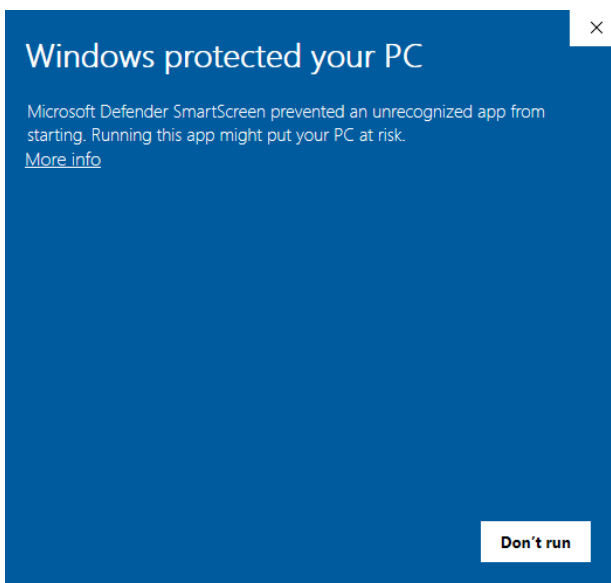 Windows protected your PC
Microsoft Defender SmartScreen prevented an unrecognized app from
starting. Running this app might put your PC at risk.
More info
Don't run